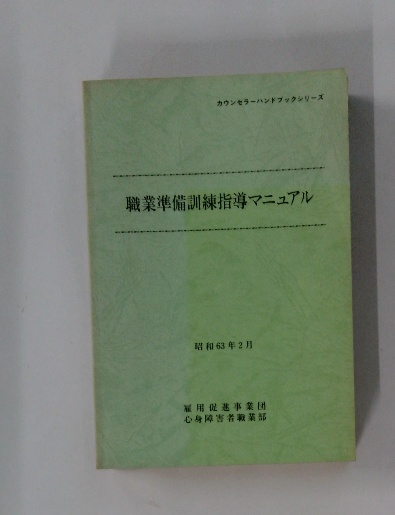 カウンセラーハンドブックシリーズ
職業準備訓練指導マニュアル
昭和63年2月
雇用促進事業団
心身障害者職業部